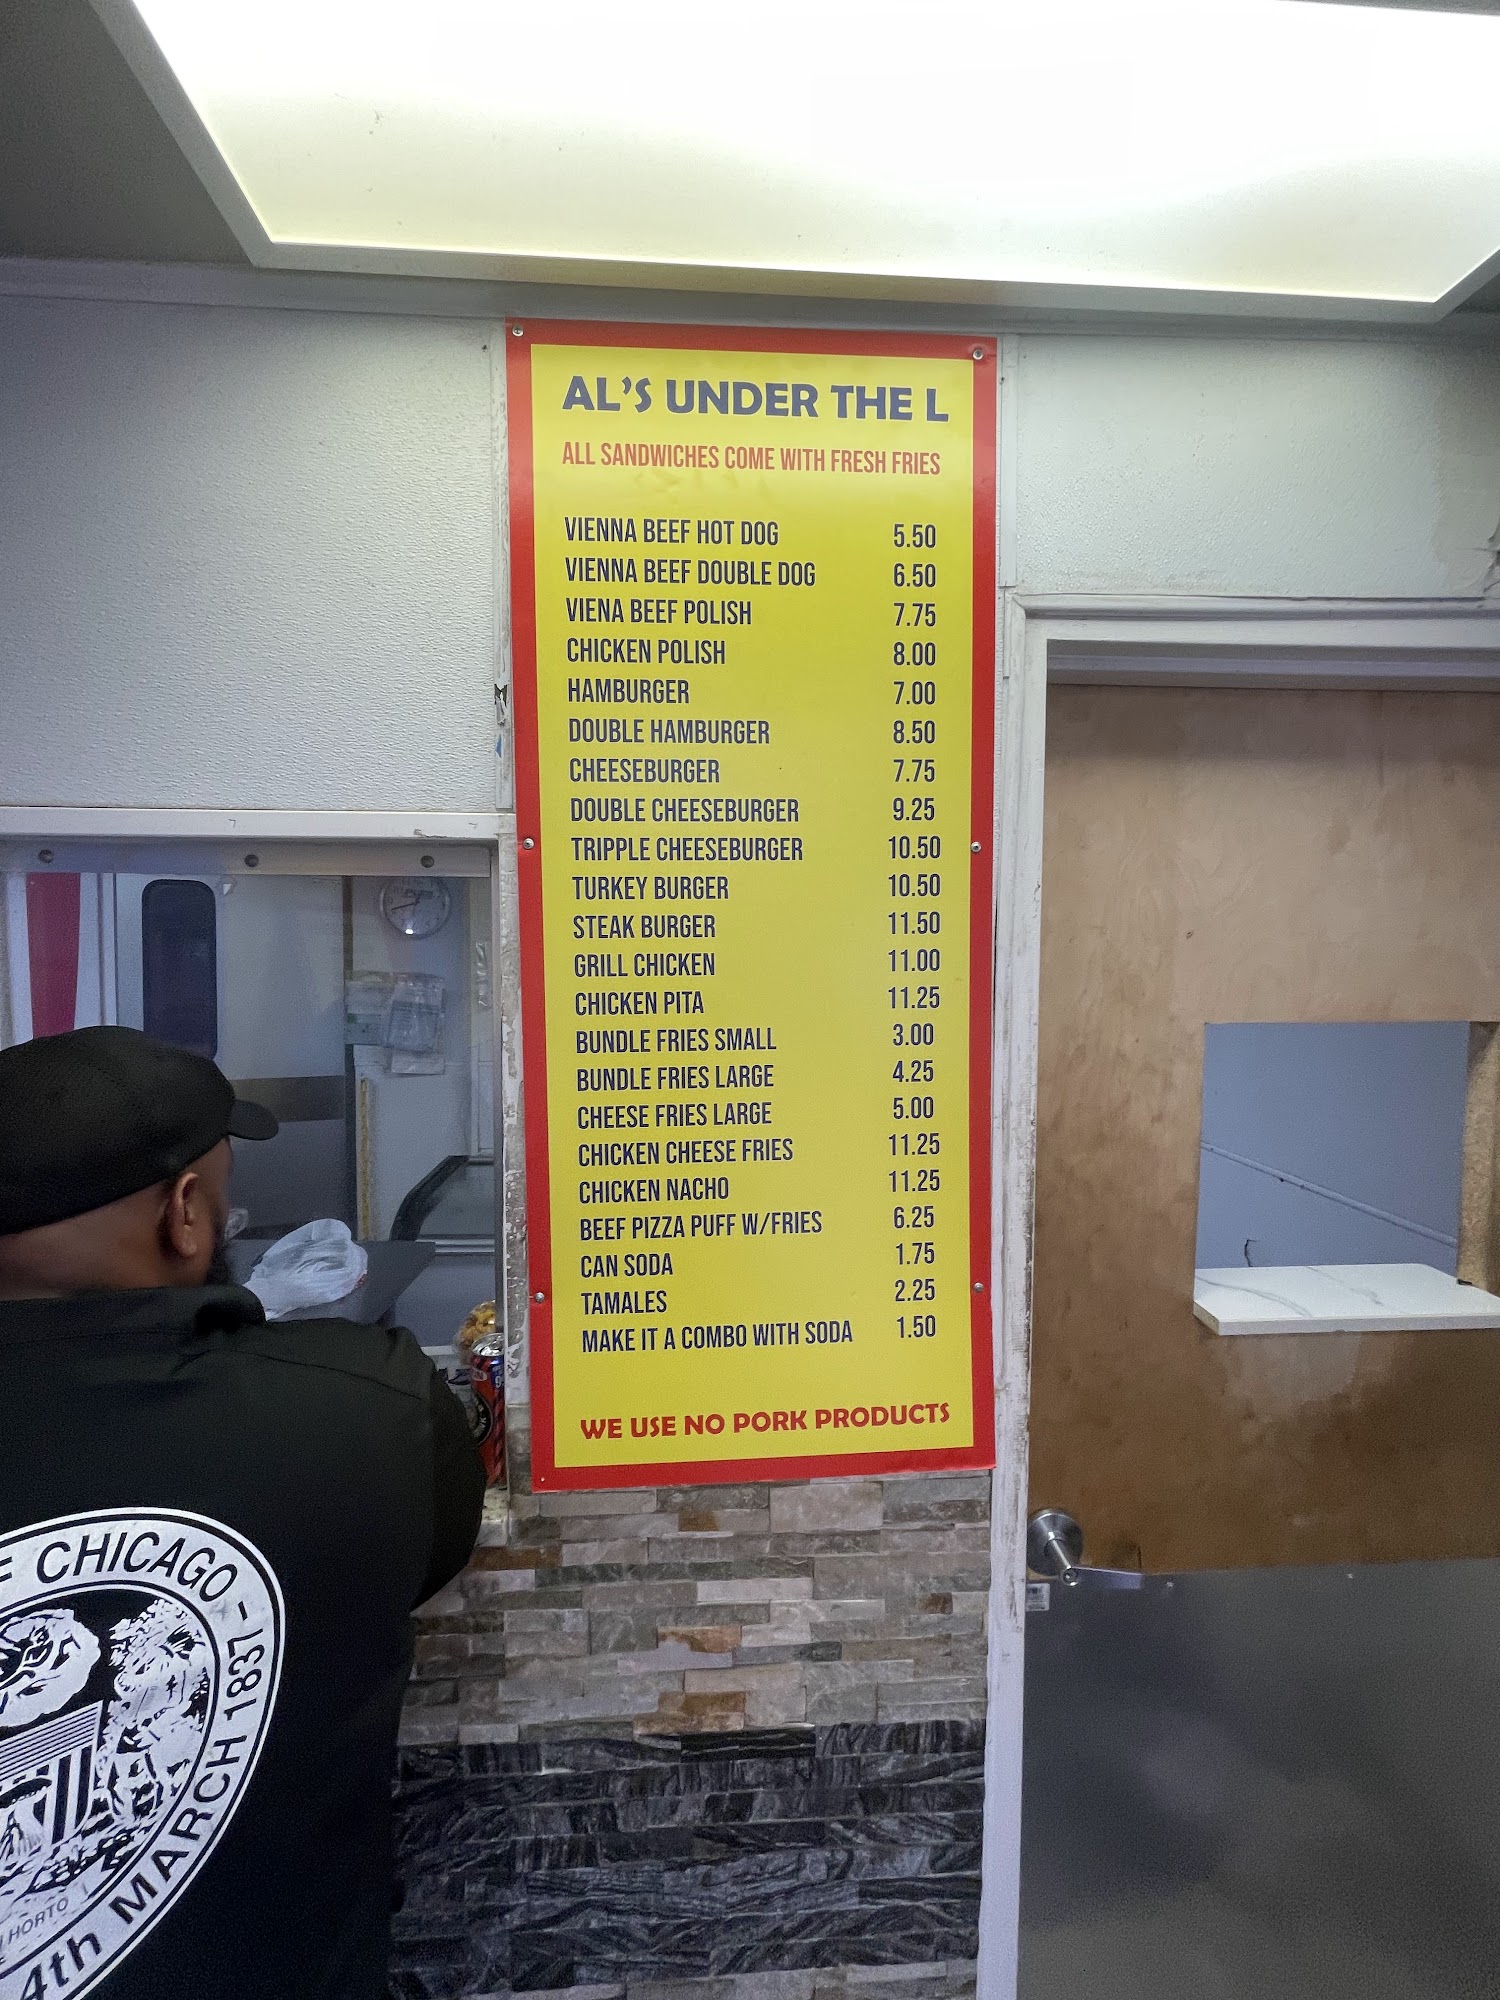 AL'S UNDER THE L
ALL SANDWICHES COME WITH FRESH FRIES
VIENNA BEEF HOT DOG 5.50
VIENNA BEEF DOUBLE DOG 6.50
VIENA BEEF POLISH 7.75
CHICKEN POLISH 8.00
HAMBURGER 7.00
DOUBLE HAMBURGER 8.50
CHEESEBURGER 7.75
DOUBLE CHEESEBURGER 9.25
TRIPPLE CHEESEBURGER 10.50
TURKEY BURGER 10.50
STEAK BURGER 11.50
GRILL CHICKEN 11.00
CHICKEN PITA 11.25
BUNDLE FRIES SMALL 3.00
BUNDLE FRIES LARGE 4.25
CHEESE FRIES LARGE 5.00
CHICKEN CHEESE FRIES 11.25
CHICKEN NACHO 11.25
BEEF PIZZA PUFF W/FRIES 6.25
CAN SODA 1.75
TAMALES 2.25
MAKE IT A COMBO WITH SODA 1.50
WE USE NO PORK PRODUCTS
F CHICAGO - 4th MARCH 1837
HORTO